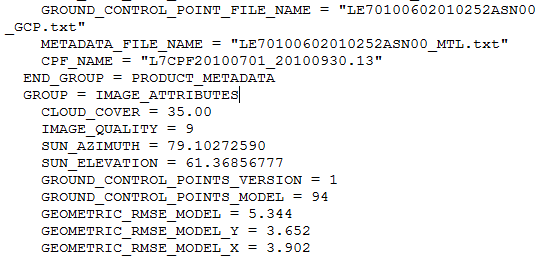 GROUND_CONTROL_POINT_FILE_NAME = "LE70100602010252ASN00
_GCP.txt"
METADATA_FILE_NAME = "LE70100602010252ASN00_MTL.txt"
CPF_NAME = "L7CPF20100701_20100930.13"
END_GROUP = PRODUCT_METADATA
GROUP = IMAGE_ATTRIBUTES
CLOUD_COVER = 35.00
IMAGE_QUALITY = 9
SUN_AZIMUTH = 79.10272590
SUN_ELEVATION = 61.36856777
GROUND_CONTROL_POINTS_VERSION = 1
GROUND_CONTROL_POINTS_MODEL = 94
GEOMETRIC_RMSE_MODEL = 5.344
GEOMETRIC_RMSE_MODEL_Y = 3.652
GEOMETRIC_RMSE_MODEL_X = 3.902